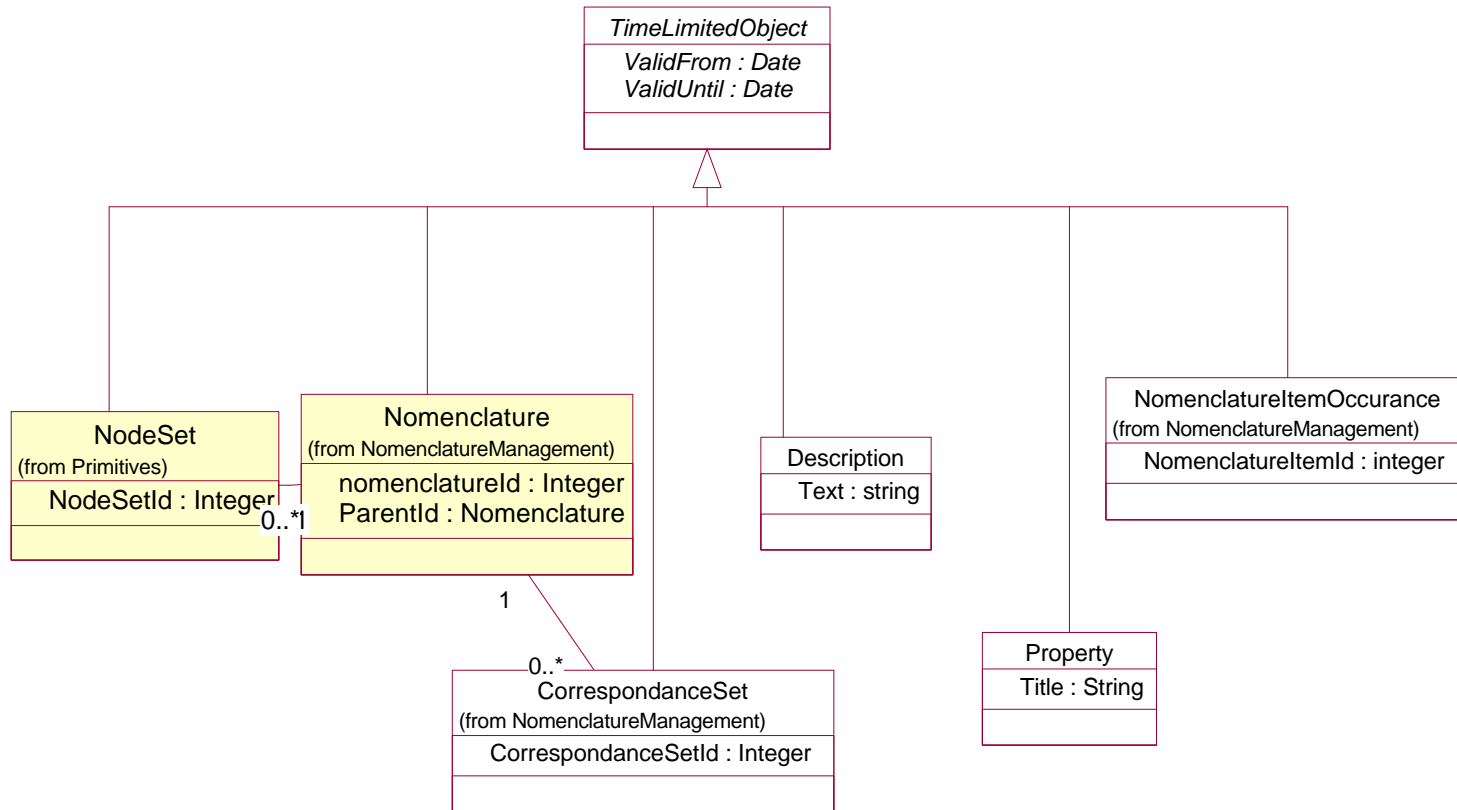 TimeLimitedObject
ValidFrom : Date
ValidUntil : Date
NodeSet
(from Primitives)
NodeSetId : Integer
0..*
1
Nomenclature
(from NomenclatureManagement)
nomenclatureId : Integer
ParentId : Nomenclature
1
0..*
CorrespondanceSet
(from NomenclatureManagement)
CorrespondanceSetId : Integer
Description
Text : string
Property
Title : String
NomenclatureItemOccurance
(from NomenclatureManagement)
NomenclatureItemId : integer